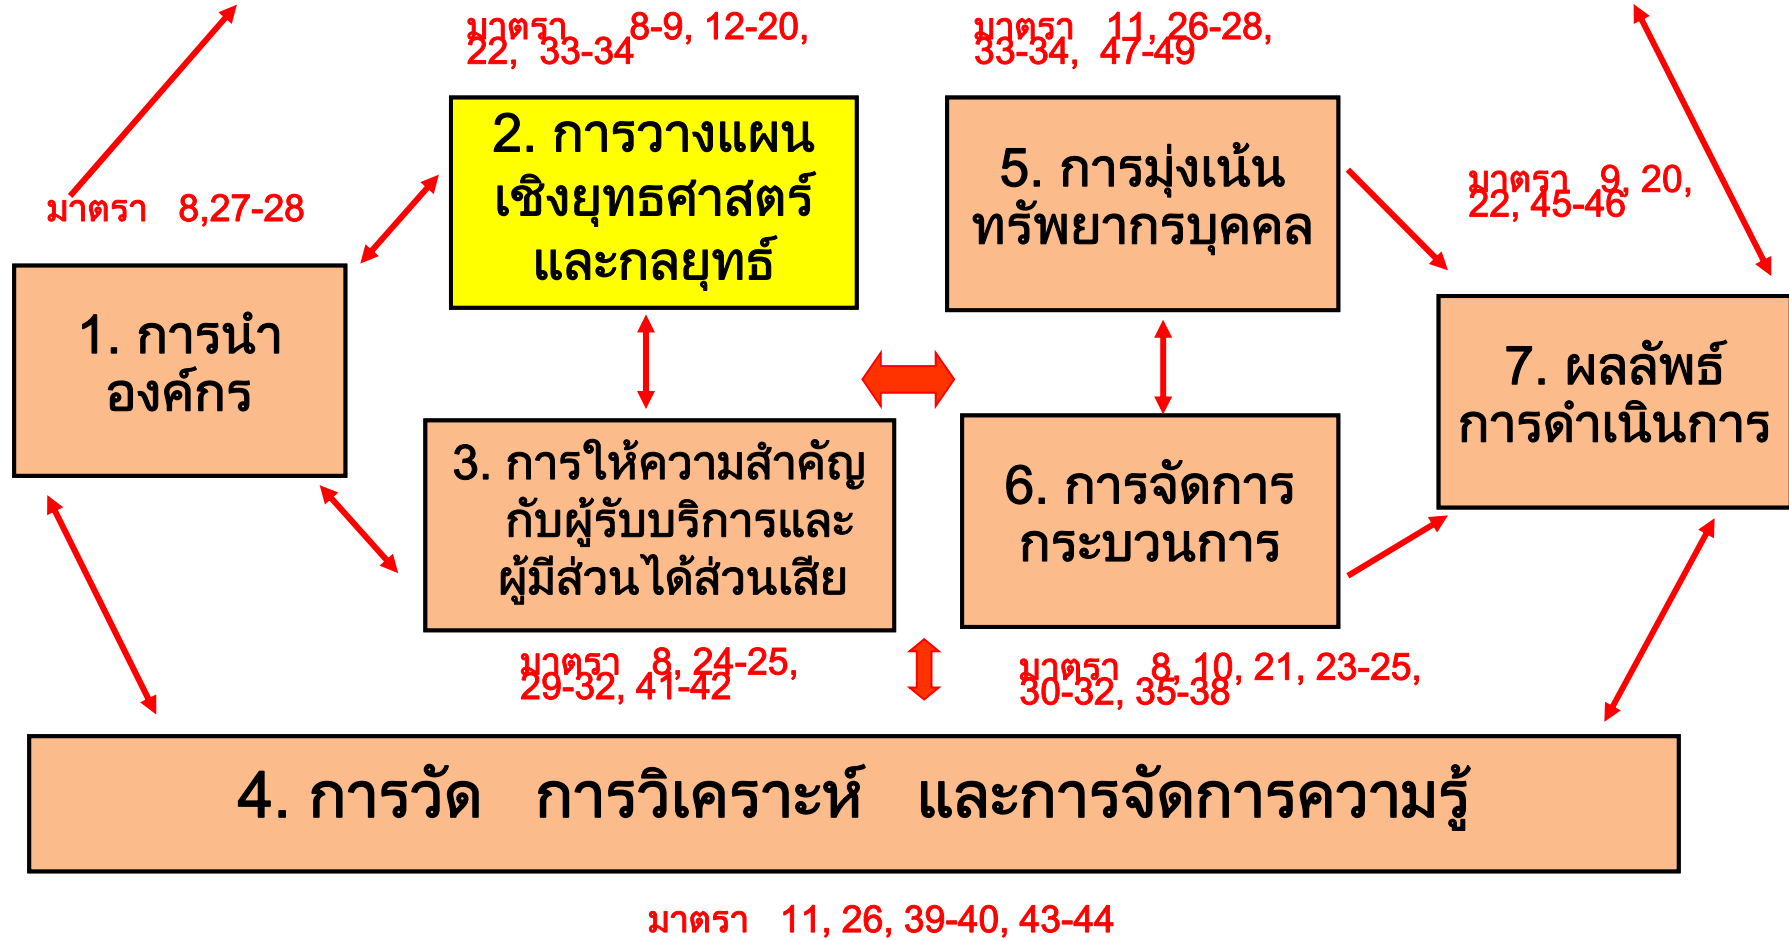 มาตรา 8-9, 12-20,
22, 33-34
มาตรา 11, 26-28,
33-34, 47-49
2. การวางแผน
เชิงยุทธศาสตร์
และกลยุทธ์
5. การมุ่งเน้น
ทรัพยากรบุคคล
มาตรา 8,27-28
มาตรา 9, 20,
22, 45-46
1. การนำ
องค์กร
7. ผลลัพธ์
การดำเนินการ
3. การให้ความสำคัญ
กับผู้รับบริการและ
ผู้มีส่วนได้ส่วนเสีย
6. การจัดการ
กระบวนการ
มาตรา 8, 24-25,
29-32, 41-42
มาตรา 8, 10, 21, 23-25,
30-32, 35-38
4. การวัด การวิเคราะห์ และการจัดการความรู้
มาตรา 11, 26, 39-40, 43-44